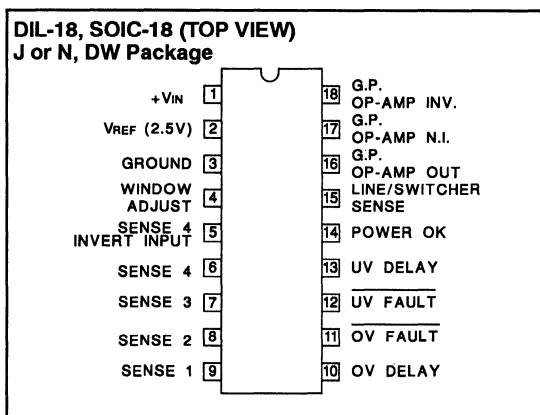 DIL-18, SOIC-18 (TOP VIEW)
J or N, DW Package
+VIN 1
VREF (2.5V) 2
GROUND 3
WINDOW
ADJUST 4
SENSE 4
INVERT INPUT 5
SENSE 4 6
SENSE 3 7
SENSE 2 8
SENSE 1 9
18 G.P.
OP-AMP INV.
17 G.P.
OP-AMP N.I.
16 G.P.
OP-AMP OUT
15 LINE/SWITCHER
SENSE
14 POWER OK
13 UV DELAY
12 UV FAULT
11 OV FAULT
10 OV DELAY